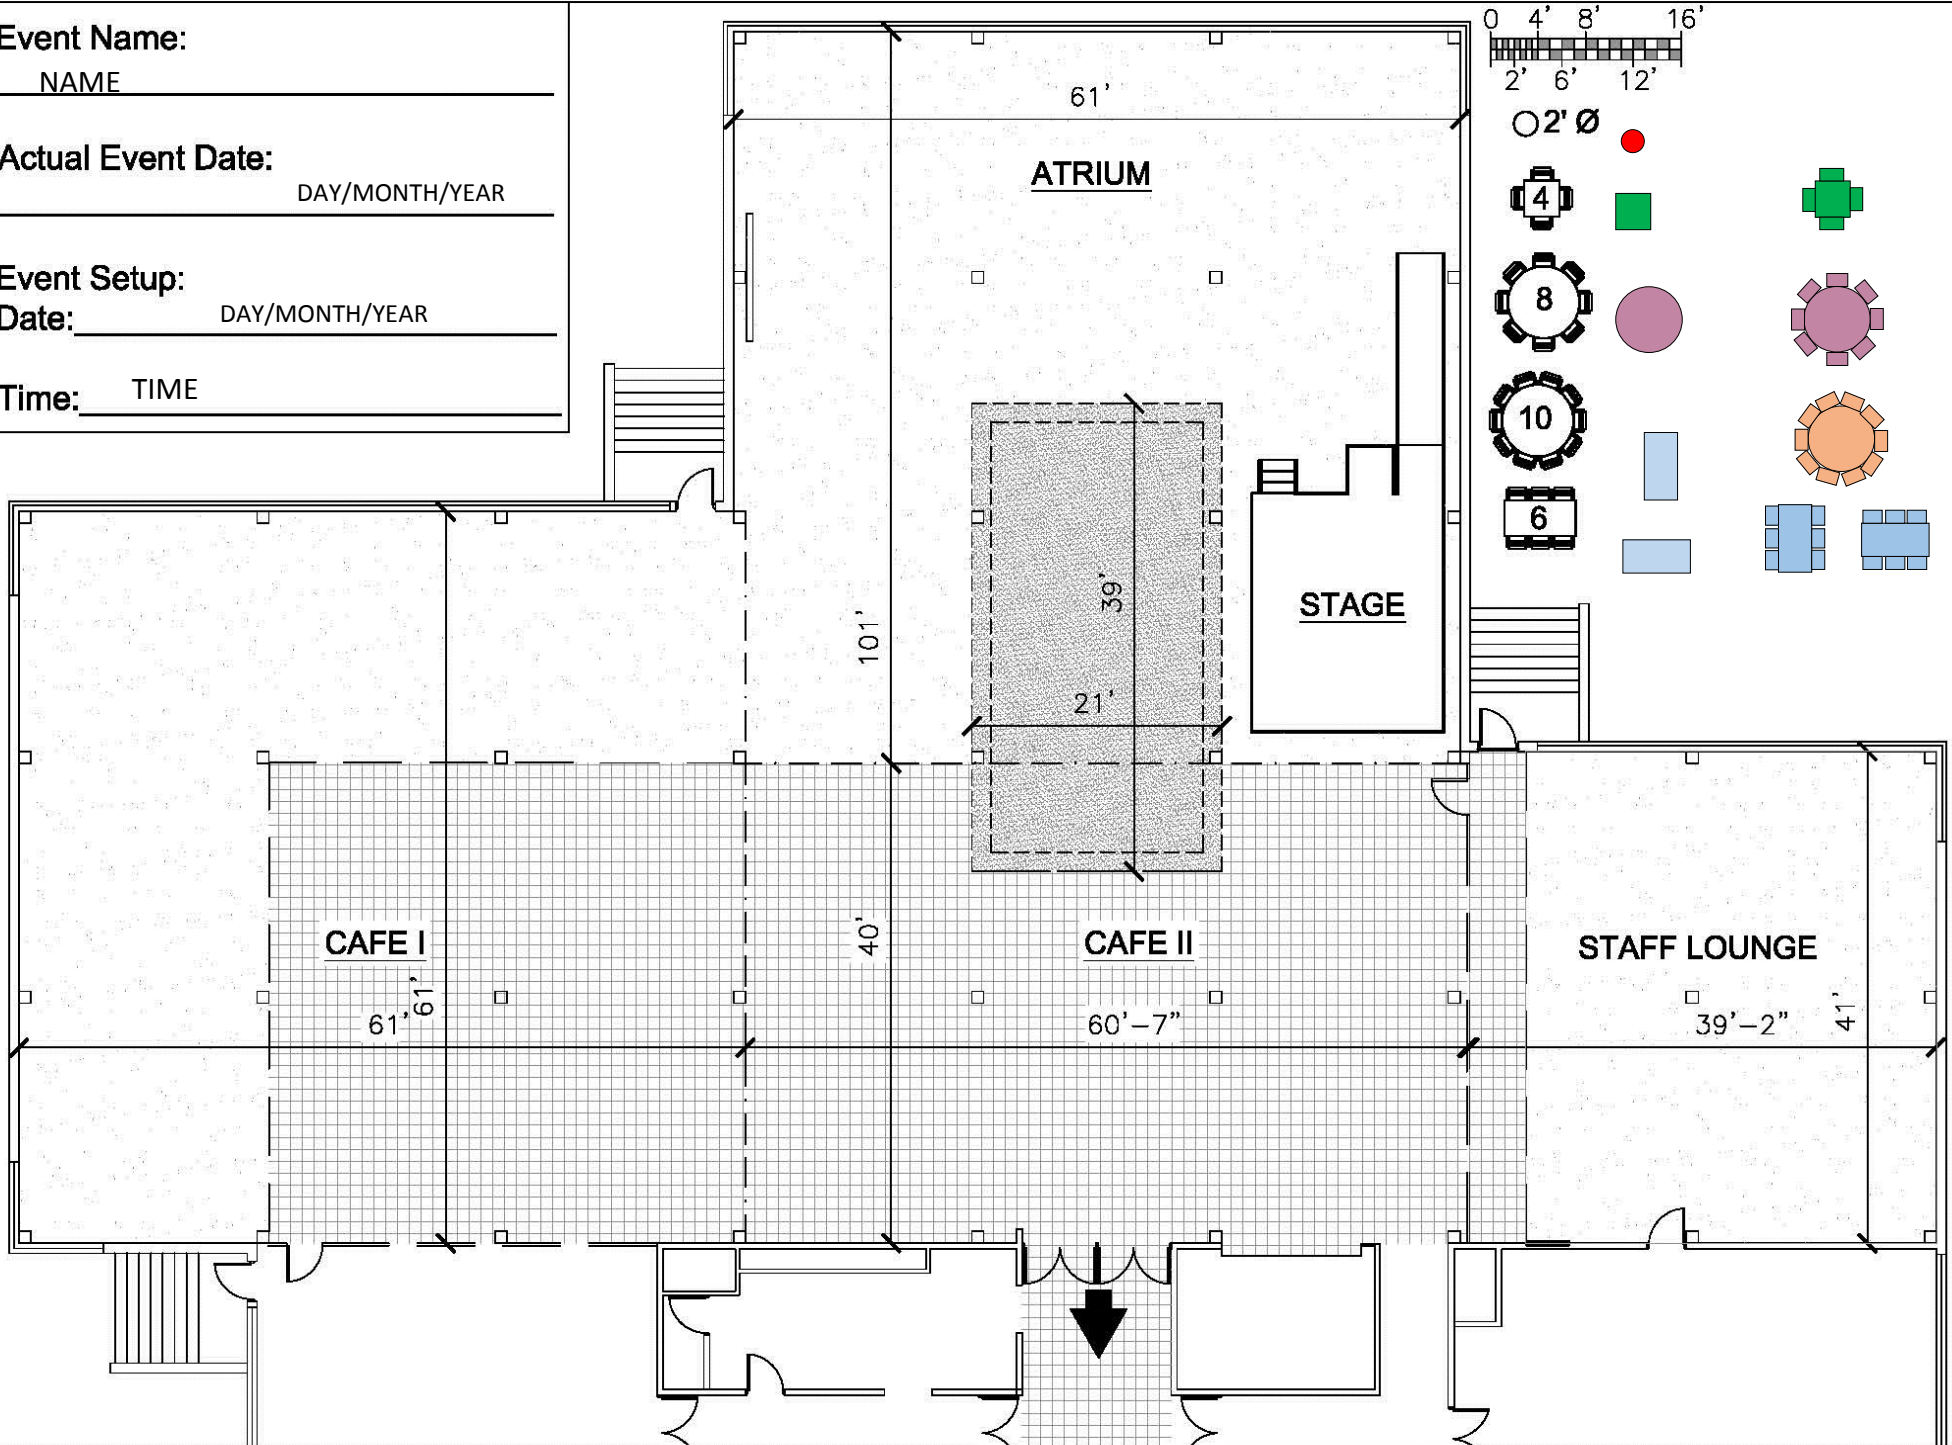 Event Name:
NAME
Actual Event Date:
DAY/MONTH/YEAR
Event Setup:
Date: DAY/MONTH/YEAR
Time: TIME
0 4' 8' 16'
2' 6' 12'
2' Ø
4
8
10
6
61'
ATRIUM
101'
39'
21'
STAGE
CAFE I
61'
61'
40'
CAFE II
60'-7"
STAFF LOUNGE
39'-2"
41'